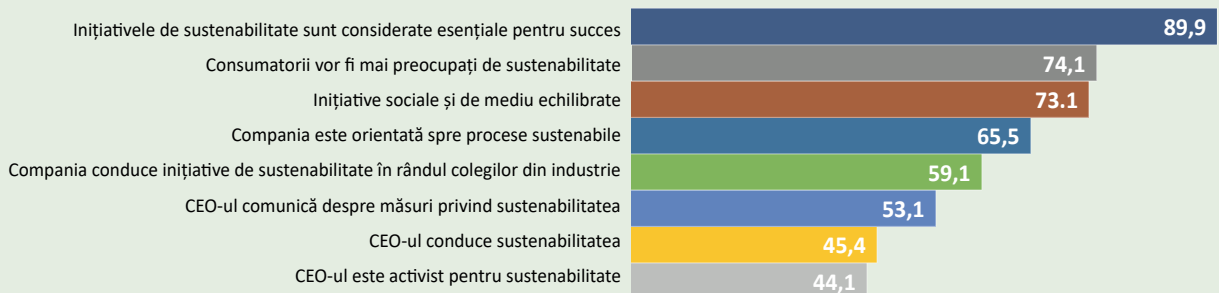 Inițiativele de sustenabilitate sunt considerate esențiale pentru succes 89,9
Consumatorii vor fi mai preocupați de sustenabilitate 74,1
Inițiative sociale și de mediu echilibrate 73.1
Compania este orientată spre procese sustenabile 65,5
Compania conduce inițiative de sustenabilitate în rândul colegilor din industrie 59,1
CEO-ul comunică despre măsuri privind sustenabilitatea 53,1
CEO-ul conduce sustenabilitatea 45,4
CEO-ul este activist pentru sustenabilitate 44,1